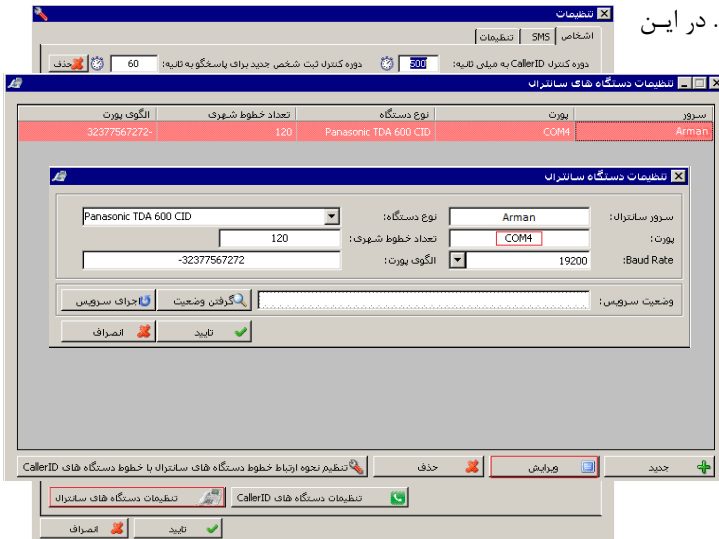 . در ایـن
تنظیمات
اشخاص SMS تنظیمات
دوره کنترل CallerID به میلی ثانیه: 500 دوره کنترل ثبت شخص جدید برای پاسخگو به ثانیه: 60 حذف
تنظیمات دستگاه های سانترال
سرور پورت نوع دستگاه تعداد خطوط شهری الگوی پورت
Arman COM4 Panasonic TDA 600 CID 120 32377567272-
تنظیمات دستگاه سانترال
سرور سانترال: Arman نوع دستگاه: Panasonic TDA 600 CID
پورت: COM4 تعداد خطوط شهری: 120
Baud Rate: 19200 الگوی پورت: -32377567272
وضعیت سرویس: گرفتن وضعیت اجرای سرویس
تایید انصراف
جدید ویرایش حذف تنظیم نحوه ارتباط خطوط دستگاه های سانترال با خطوط دستگاه های CallerID
تنظیمات دستگاه های CallerID تنظیمات دستگاه های سانترال
تایید انصراف